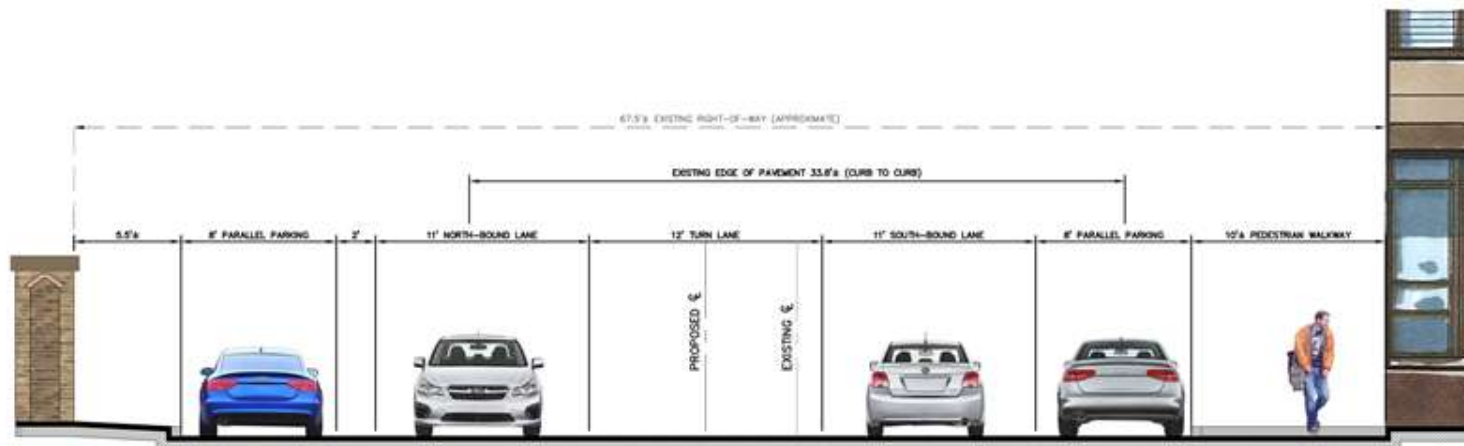 67.5'± EXISTING RIGHT-OF-WAY (APPROXIMATE)
EXISTING EDGE OF PAVEMENT 33.8'± (CURB TO CURB)
5.5'±
8' PARALLEL PARKING
2'
11' NORTH-BOUND LANE
12' TURN LANE
11' SOUTH-BOUND LANE
8' PARALLEL PARKING
10'± PEDESTRIAN WALKWAY
PROPOSED ℄
EXISTING ℄